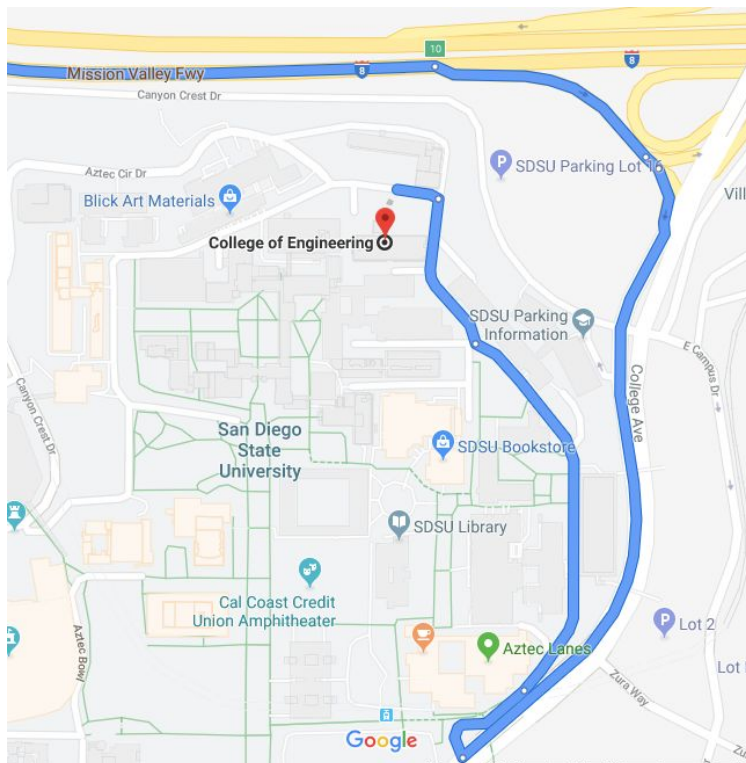 10
8
8
Mission Valley Fwy
Canyon Crest Dr
Aztec Cir Dr
P
SDSU Parking Lot
Blick Art Materials
Vill
College of Engineering
SDSU Parking
Information
E Campus Dr
College Ave
Canyon Crest Dr
San Diego
State
University
SDSU Bookstore
SDSU Library
Cal Coast Credit
Union Amphitheater
Aztec Bowl
Aztec Lanes
P
Lot 2
Lot
Zura Way
Google